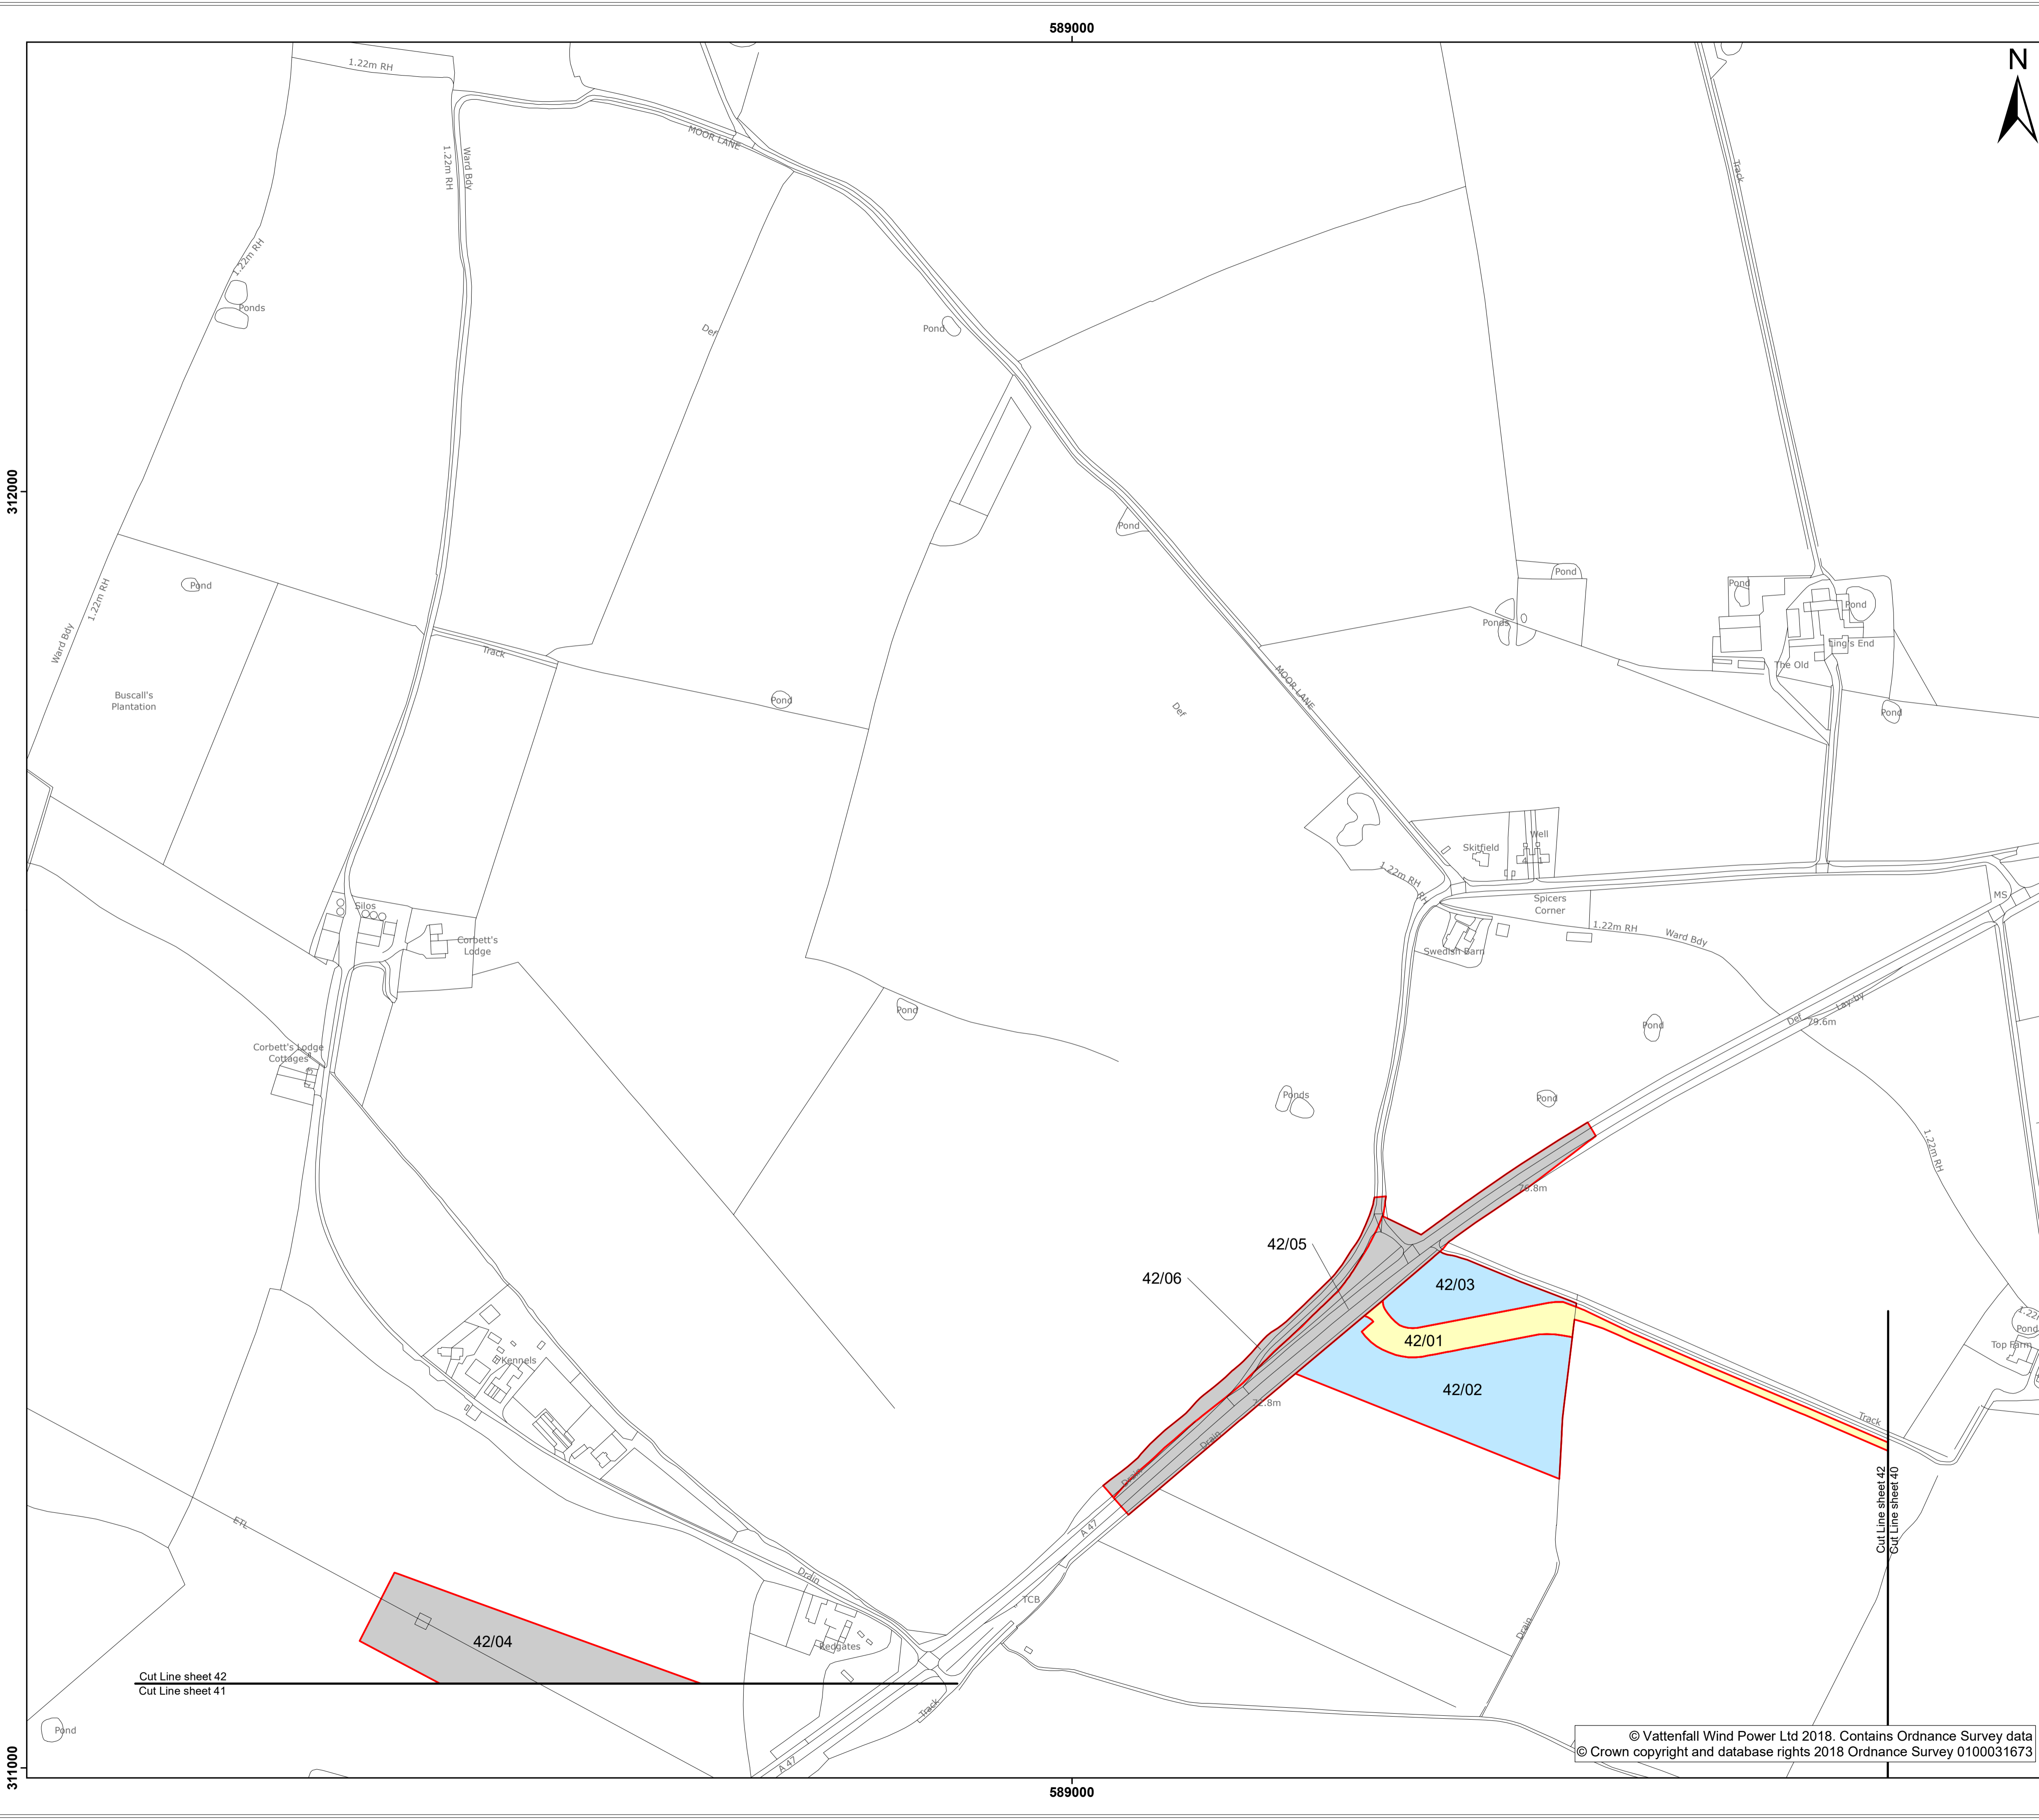 589000
N
1.22m RH
MOOR LANE
1.22m RH
Ward Bdy
Track
1.22m RH
Ponds
Def
Pond
312000
Pond
Pond
Pond
Pond
Pond
1.22m RH
Ponds
Ward Bdy
Track
Ling's End
The Old
MOOR LANE
Buscall's
Plantation
Pond
Def
Pond
Well
Skitfield
4
1
1.22m RH
RH
MS
Silos
Spicers
Corner
1.22m RH
Ward Bdy
Corbett's
Lodge
Swedish Barn
Lay-by
Pond
Def
79.6m
Pond
Corbett's Lodge
Cottages
Ponds
Pond
1.22m RH
42/05
42/06
42/03
Pond
42/01
Top Farm
Kennels
42/02
72.8m
Track
Drain
Drain
ETL
A 47
Cut Line sheet 42
Cut Line sheet 40
Drain
TCB
Drain
42/04
Redgates
Cut Line sheet 42
Cut Line sheet 41
Track
Pond
A 47
© Vattenfall Wind Power Ltd 2018. Contains Ordnance Survey data
© Crown copyright and database rights 2018 Ordnance Survey 0100031673
311000
589000